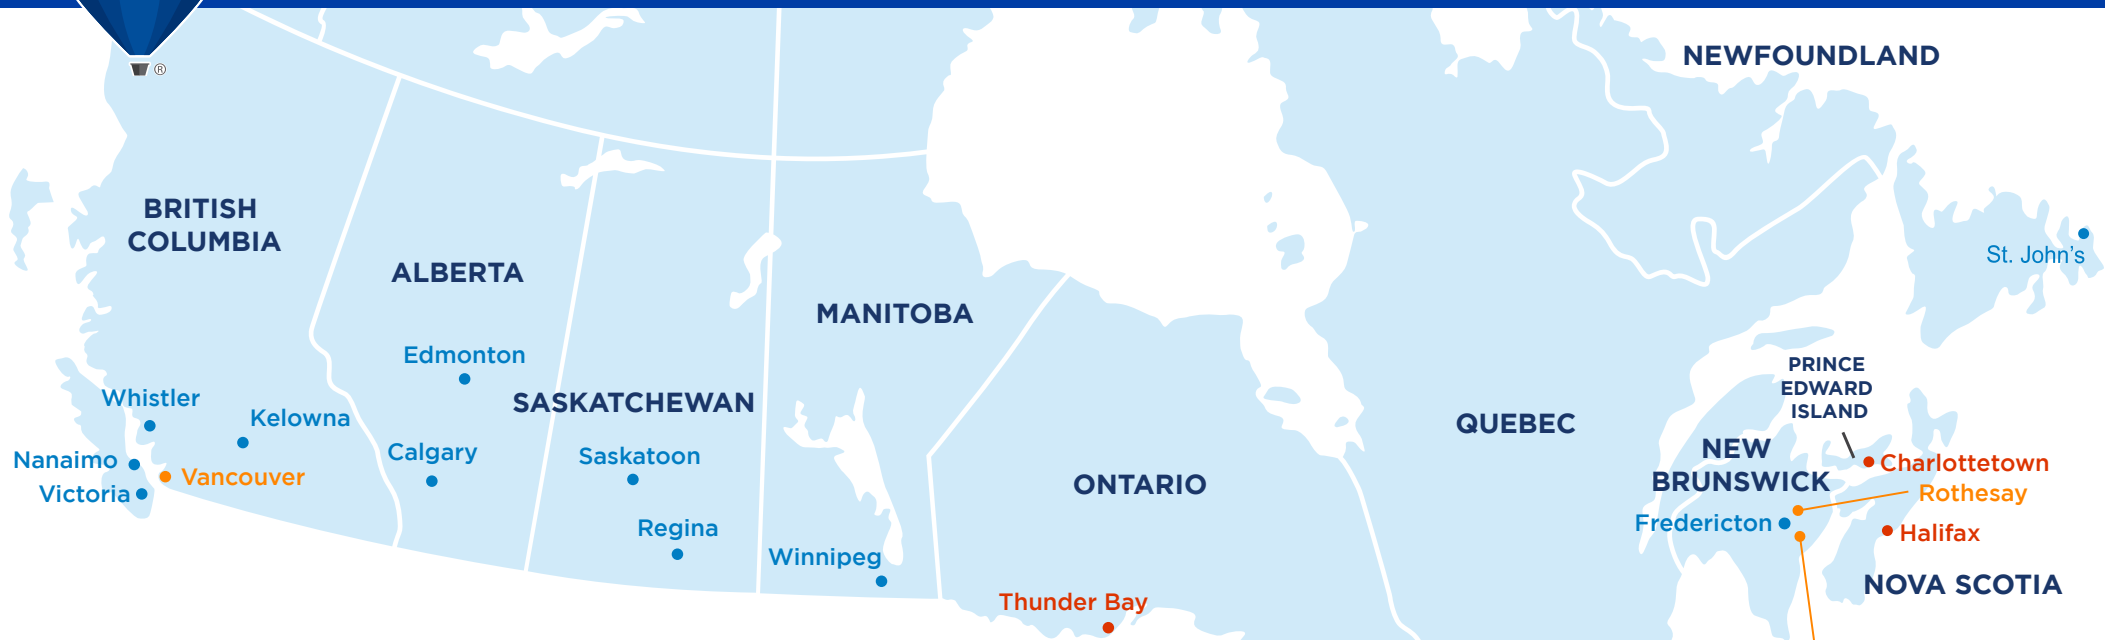 ®
NEWFOUNDLAND
BRITISH
COLUMBIA
St. John's
ALBERTA
MANITOBA
Edmonton
PRINCE
EDWARD
ISLAND
Whistler
SASKATCHEWAN
Kelowna
QUEBEC
Calgary
Saskatoon
NEW
BRUNSWICK
Nanaimo
Vancouver
Charlottetown
Victoria
ONTARIO
Rothesay
Regina
Fredericton
Halifax
Winnipeg
NOVA SCOTIA
Thunder Bay